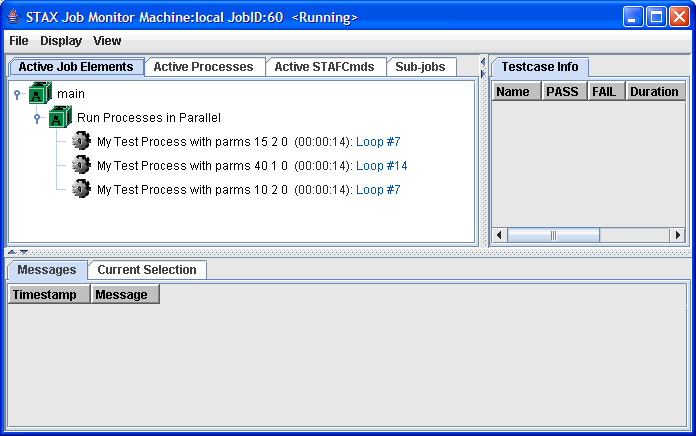 STAX Job Monitor Machine:local JobID:60 <Running>
File Display View
Active Job Elements Active Processes Active STAFCmds Sub-jobs
Testcase Info
Name PASS FAIL Duration
main
Run Processes in Parallel
My Test Process with parms 15 2 0 (00:00:14): Loop #7
My Test Process with parms 40 1 0 (00:00:14): Loop #14
My Test Process with parms 10 2 0 (00:00:14): Loop #7
Messages Current Selection
Timestamp Message